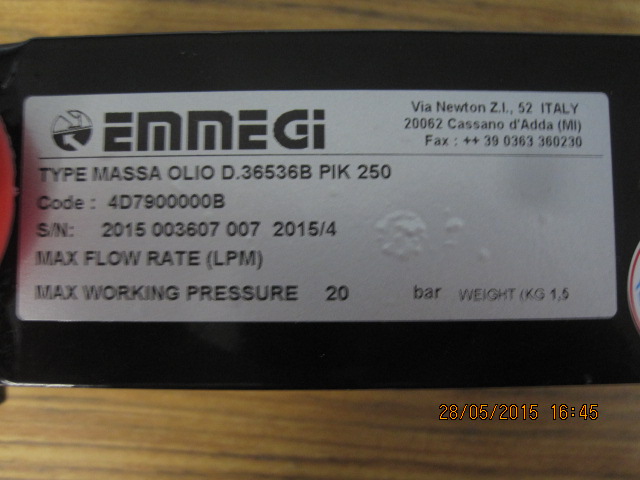 EMMEGi
Via Newton Z.I., 52 ITALY
20062 Cassano d'Adda (MI)
Fax : ++ 39 0363 360230
TYPE MASSA OLIO D.36536B PIK 250
Code : 4D7900000B
S/N: 2015 003607 007 2015/4
MAX FLOW RATE (LPM)
MAX WORKING PRESSURE 20 bar WEIGHT (KG 1,5
28/05/2015 16:45